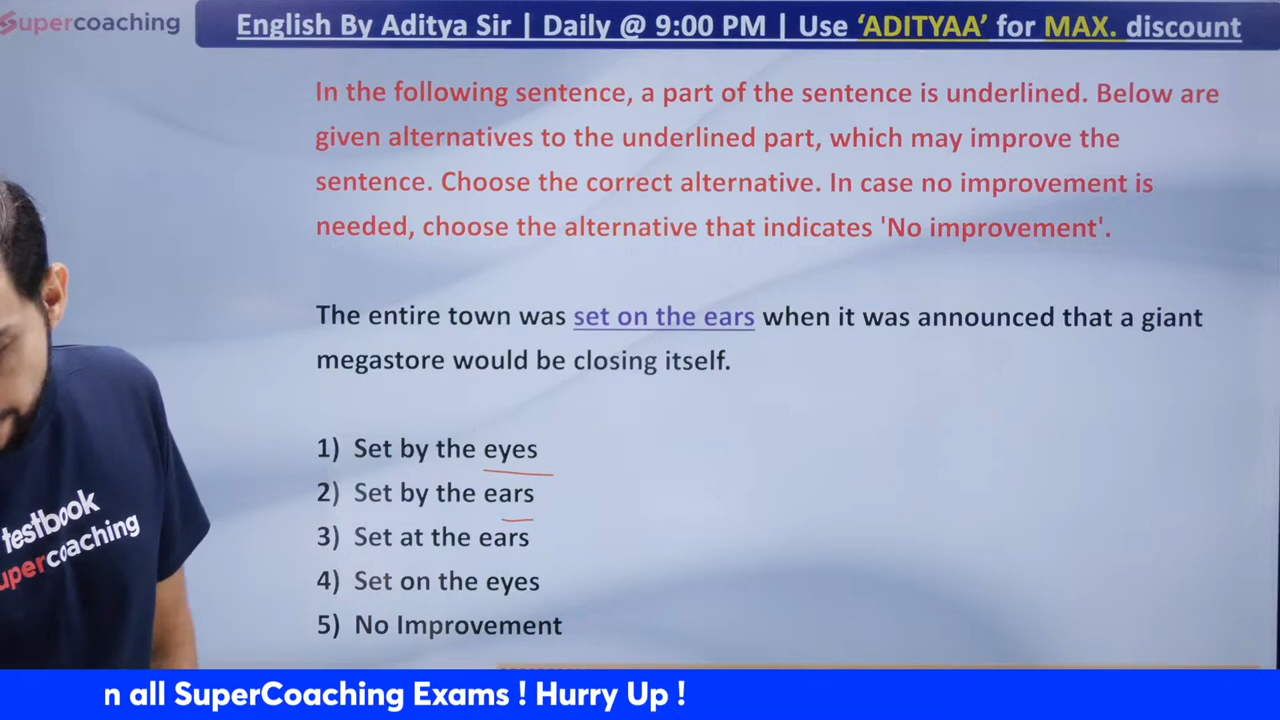 Supercoaching
English By Aditya Sir | Daily @ 9:00 PM | Use ‘ADITYAA’ for MAX. discount
In the following sentence, a part of the sentence is underlined. Below are
given alternatives to the underlined part, which may improve the
sentence. Choose the correct alternative. In case no improvement is
needed, choose the alternative that indicates 'No improvement'.
The entire town was set on the ears when it was announced that a giant
megastore would be closing itself.
1) Set by the eyes
2) Set by the ears
3) Set at the ears
4) Set on the eyes
5) No Improvement
testbook
upercoaching
n all SuperCoaching Exams ! Hurry Up !